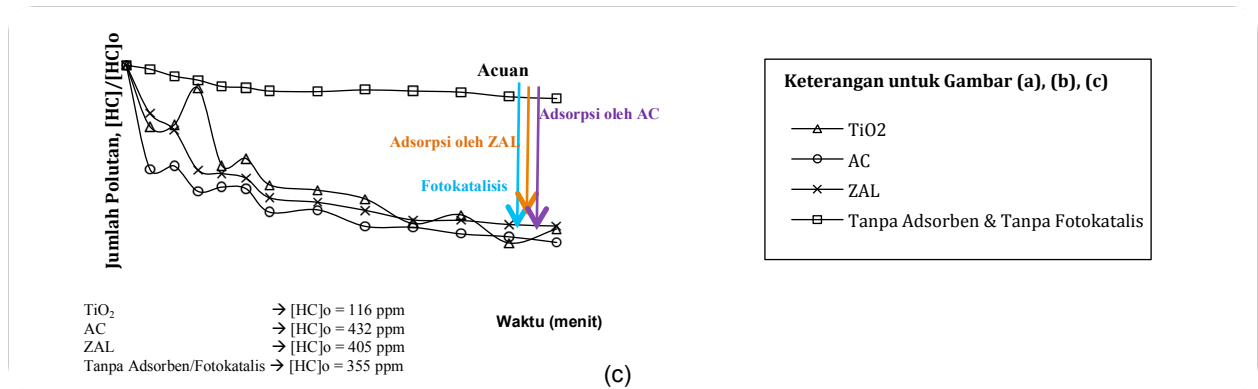 Jumlah Polutan, [HC]/[HC]o
Acuan
Adsorpsi oleh AC
Adsorpsi oleh ZAL
Fotokatalisis
Waktu (menit)
TiO₂ → [HC]o = 116 ppm
AC → [HC]o = 432 ppm
ZAL → [HC]o = 405 ppm
Tanpa Adsorben/Fotokatalis → [HC]o = 355 ppm
(c)
Keterangan untuk Gambar (a), (b), (c)
TiO2
AC
ZAL
Tanpa Adsorben & Tanpa Fotokatalis